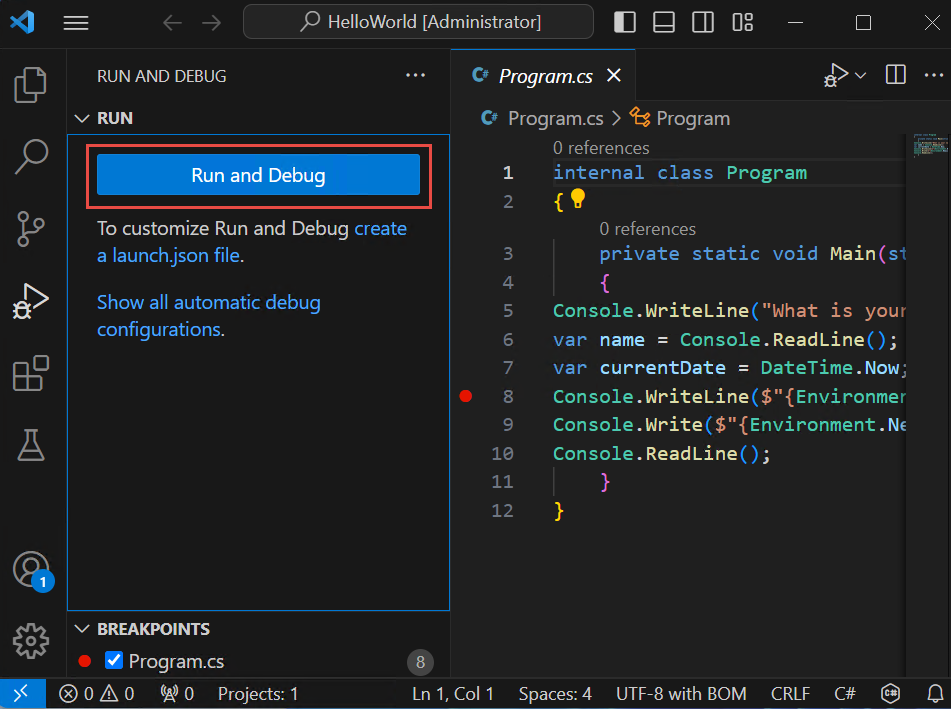 HelloWorld [Administrator]
RUN AND DEBUG
RUN
Run and Debug
To customize Run and Debug create
a launch.json file.
Show all automatic debug
configurations.
1
BREAKPOINTS
Program.cs
8
C# Program.cs
C# Program.cs > Program
0 references
1 internal class Program
2 {
0 references
3 private static void Main(st
4 {
5 Console.WriteLine("What is your
6 var name = Console.ReadLine();
7 var currentDate = DateTime.Now;
8 Console.WriteLine($"{Environmen
9 Console.Write($"{Environment.Ne
10 Console.ReadLine();
11 }
12 }
0 0 0 Projects: 1 Ln 1, Col 1 Spaces: 4 UTF-8 with BOM CRLF C# C#